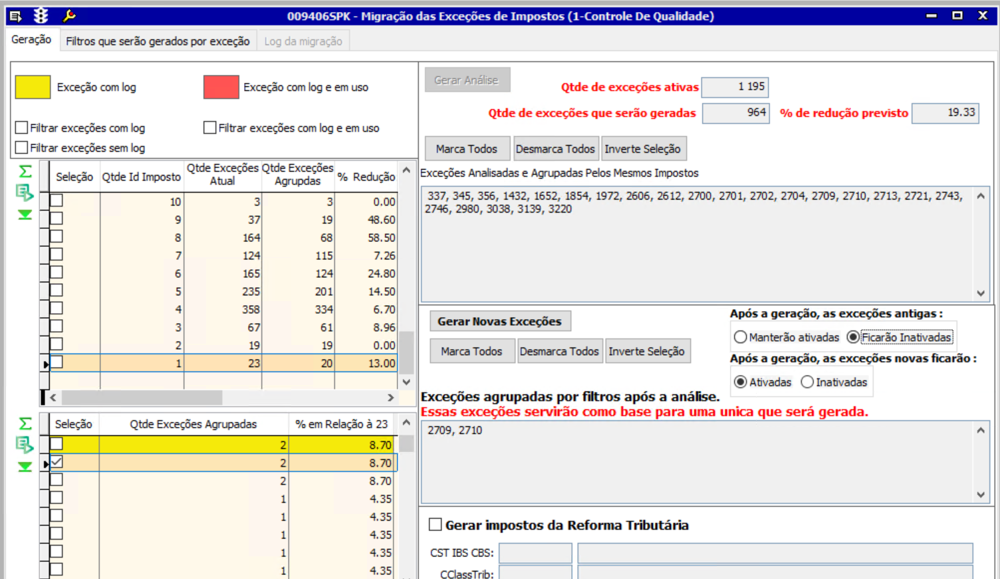 009406SPK - Migração das Exceções de Impostos (1-Controle De Qualidade)
Geração
Filtros que serão gerados por exceção
Log da migração
Exceção com log
Exceção com log e em uso
Filtrar exceções com log
Filtrar exceções com log e em uso
Filtrar exceções sem log
Seleção Qtde Id Imposto Qtde Exceções Atual Qtde Exceções Agrupdas % Redução
10 3 3 0.00
9 37 19 48.60
8 164 68 58.50
7 124 115 7.26
6 165 124 24.80
5 235 201 14.50
4 358 334 6.70
3 67 61 8.96
2 19 19 0.00
1 23 20 13.00
Seleção Qtde Exceções Agrupadas % em Relação à 23
2 8.70
2 8.70
2 8.70
1 4.35
1 4.35
1 4.35
1 4.35
1 4.35
Gerar Análise
Qtde de exceções ativas 1 195
Qtde de exceções que serão geradas 964 % de redução previsto 19.33
Marca Todos Desmarca Todos Inverte Seleção
Exceções Analisadas e Agrupadas Pelos Mesmos Impostos
337, 345, 356, 1432, 1652, 1854, 1972, 2606, 2612, 2700, 2701, 2702, 2704, 2709, 2710, 2713, 2721, 2743,
2746, 2980, 3038, 3139, 3220
Gerar Novas Exceções
Marca Todos Desmarca Todos Inverte Seleção
Após a geração, as exceções antigas :
Manterão ativadas Ficarão Inativadas
Após a geração, as exceções novas ficarão :
Ativadas Inativadas
Exceções agrupadas por filtros após a análise.
Essas exceções servirão como base para uma unica que será gerada.
2709, 2710
Gerar impostos da Reforma Tributária
CST IBS CBS:
CClassTrib: